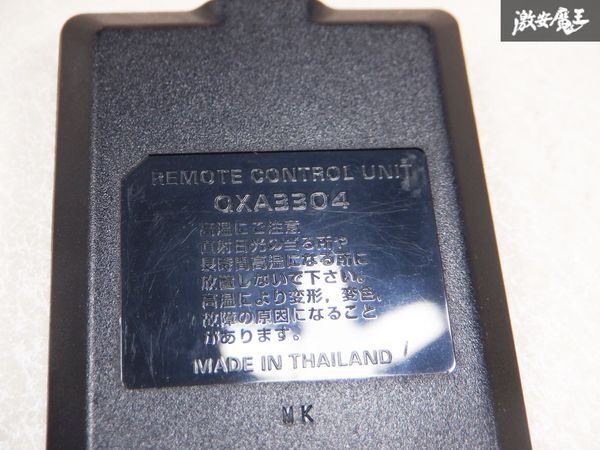 激安魔王
REMOTE CONTROL UNIT
QXA3304
高温にご注意
直射日光の当る所や
長時間高温になる所に
放置しないで下さい。
高温により変形，変色，
故障の原因になること
があります。
MADE IN THAILAND
MK